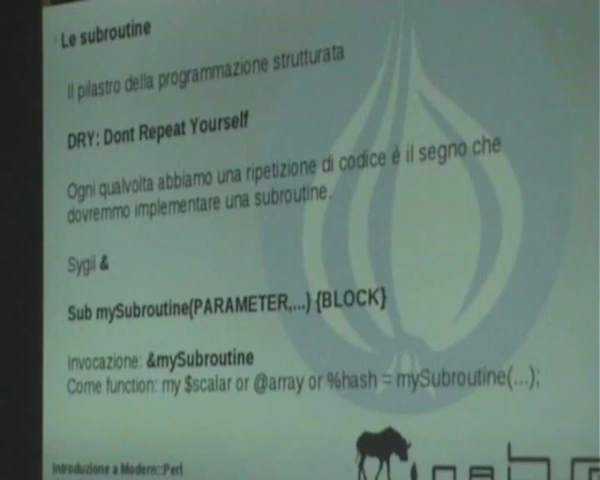 Le subroutine
Il pilastro della programmazione strutturata
DRY: Dont Repeat Yourself
Ogni qualvolta abbiamo una ripetizione di codice è il segno che
dovremmo implementare una subroutine.
Sygil &
Sub mySubroutine(PARAMETER,...) {BLOCK}
Invocazione: &mySubroutine
Come function: my $scalar or @array or %hash = mySubroutine(...);
Introduzione a Modern::Perl